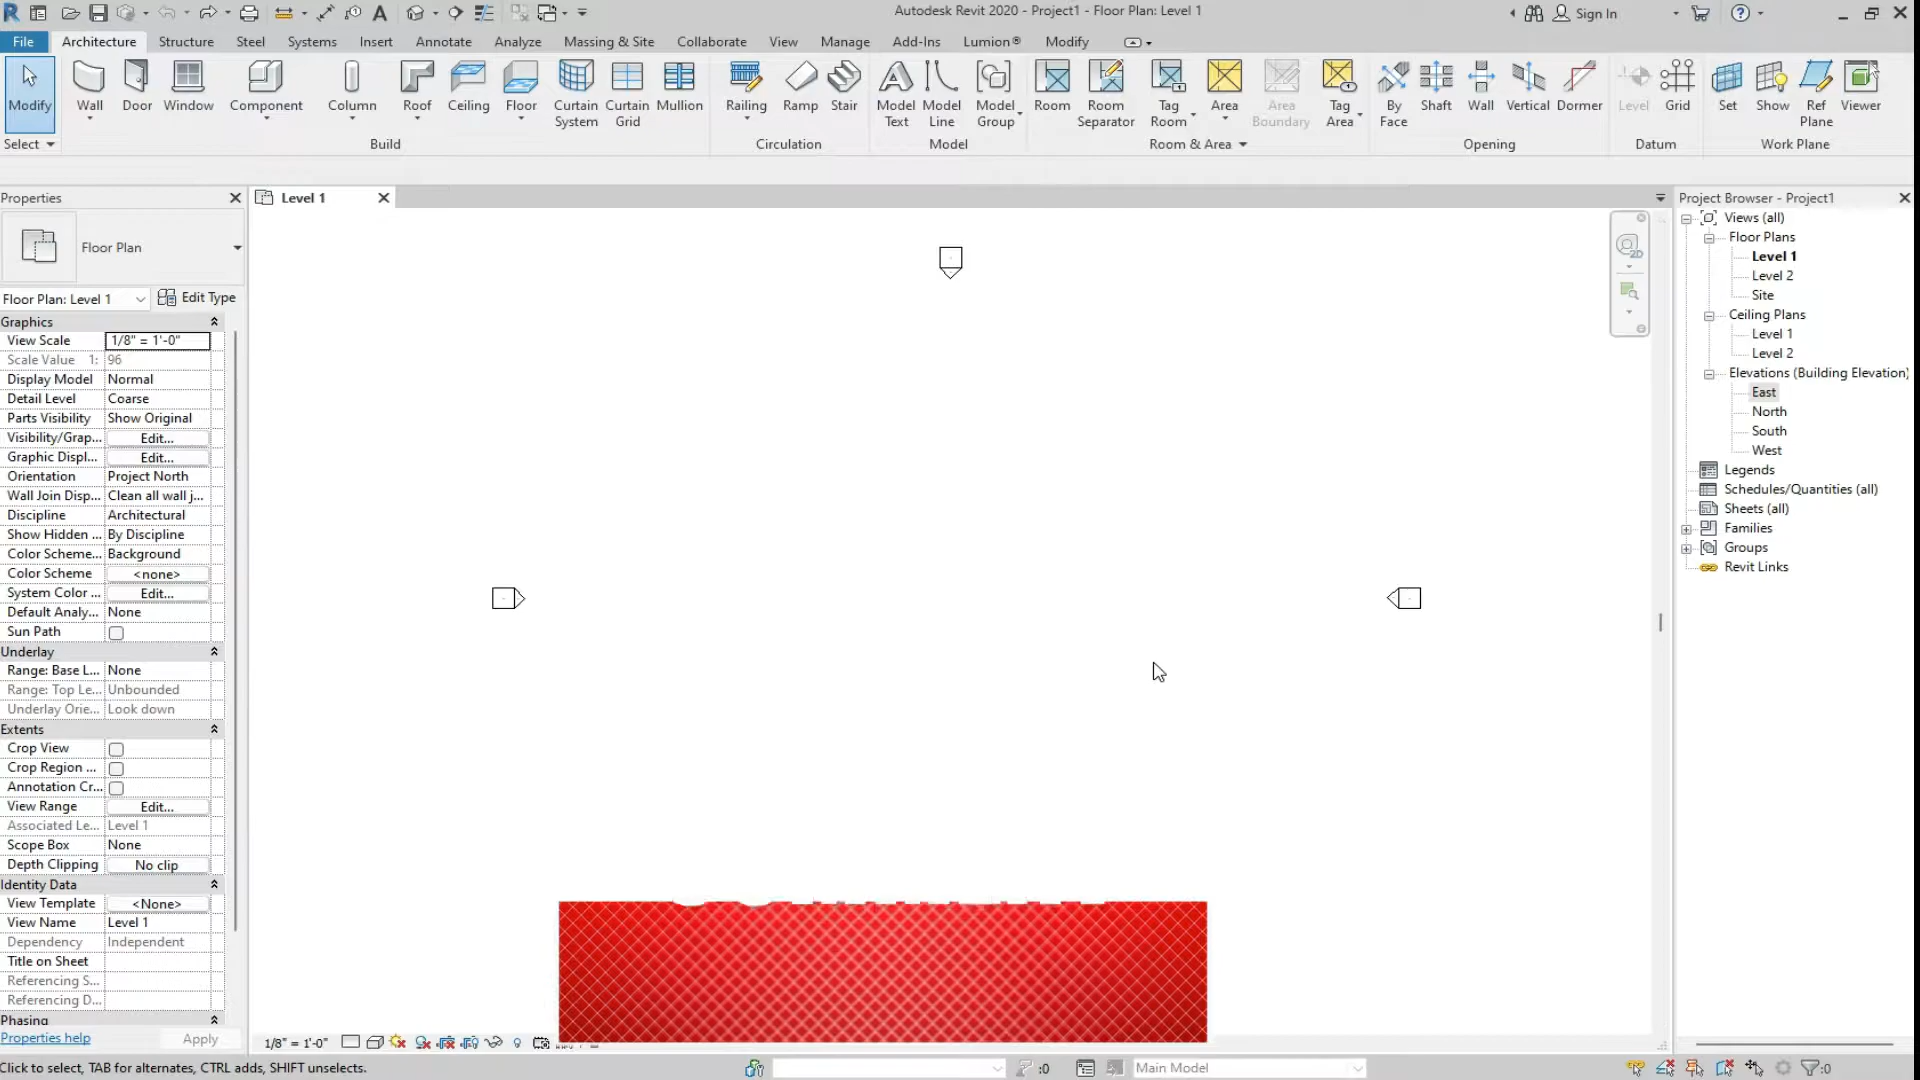 Autodesk Revit 2020 - Project1 - Floor Plan: Level 1
Sign In
File Architecture Structure Steel Systems Insert Annotate Analyze Massing & Site Collaborate View Manage Add-Ins Lumion® Modify
Modify Wall Door Window Component Column Roof Ceiling Floor Curtain System Curtain Grid Mullion Railing Ramp Stair Model Text Model Line Model Group Room Room Separator Tag Room Area Area Boundary Tag Area By Face Shaft Wall Vertical Dormer Level Grid Set Show Ref Plane Viewer
Select Build Circulation Model Room & Area Opening Datum Work Plane
Properties
Floor Plan
Floor Plan: Level 1 Edit Type
Graphics
View Scale 1/8" = 1'-0"
Scale Value 1: 96
Display Model Normal
Detail Level Coarse
Parts Visibility Show Original
Visibility/Grap... Edit...
Graphic Displ... Edit...
Orientation Project North
Wall Join Disp... Clean all wall j...
Discipline Architectural
Show Hidden ... By Discipline
Color Scheme... Background
Color Scheme <none>
System Color ... Edit...
Default Analy... None
Sun Path
Underlay
Range: Base L... None
Range: Top Le... Unbounded
Underlay Orie... Look down
Extents
Crop View
Crop Region ...
Annotation Cr...
View Range Edit...
Associated Le... Level 1
Scope Box None
Depth Clipping No clip
Identity Data
View Template <None>
View Name Level 1
Dependency Independent
Title on Sheet
Referencing S...
Referencing D...
Phasing
Properties help Apply
Level 1
2D
1/8" = 1'-0"
Project Browser - Project1
Views (all)
Floor Plans
Level 1
Level 2
Site
Ceiling Plans
Level 1
Level 2
Elevations (Building Elevation)
East
North
South
West
Legends
Schedules/Quantities (all)
Sheets (all)
Families
Groups
Revit Links
Click to select, TAB for alternates, CTRL adds, SHIFT unselects.
:0
Main Model
:0